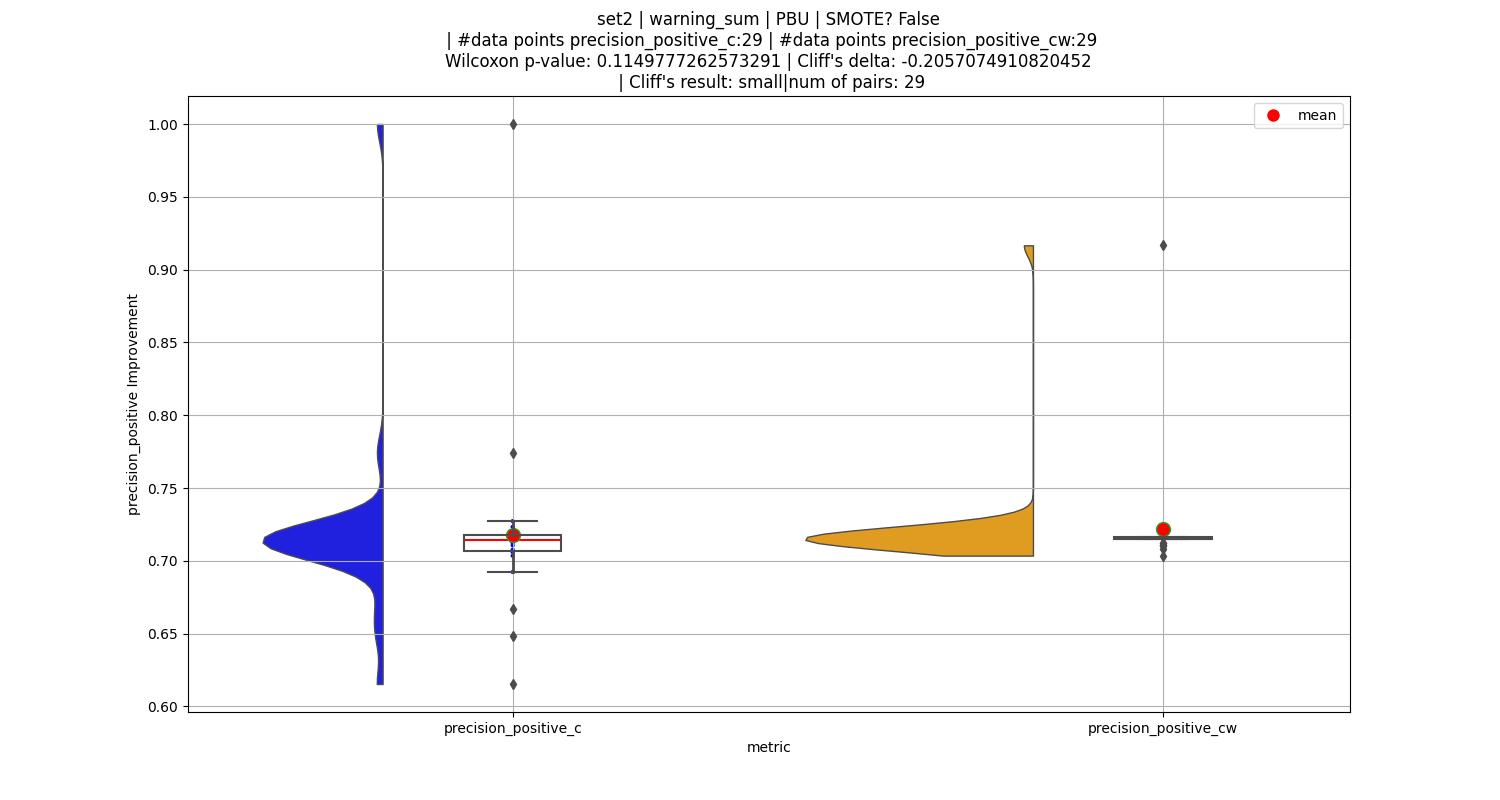 set2 | warning_sum | PBU | SMOTE? False
| #data points precision_positive_c:29 | #data points precision_positive_cw:29
Wilcoxon p-value: 0.1149777262573291 | Cliff's delta: -0.2057074910820452
| Cliff's result: small|num of pairs: 29
mean
1.00
0.95
0.90
0.85
0.80
0.75
0.70
0.65
0.60
precision_positive Improvement
precision_positive_c
precision_positive_cw
metric